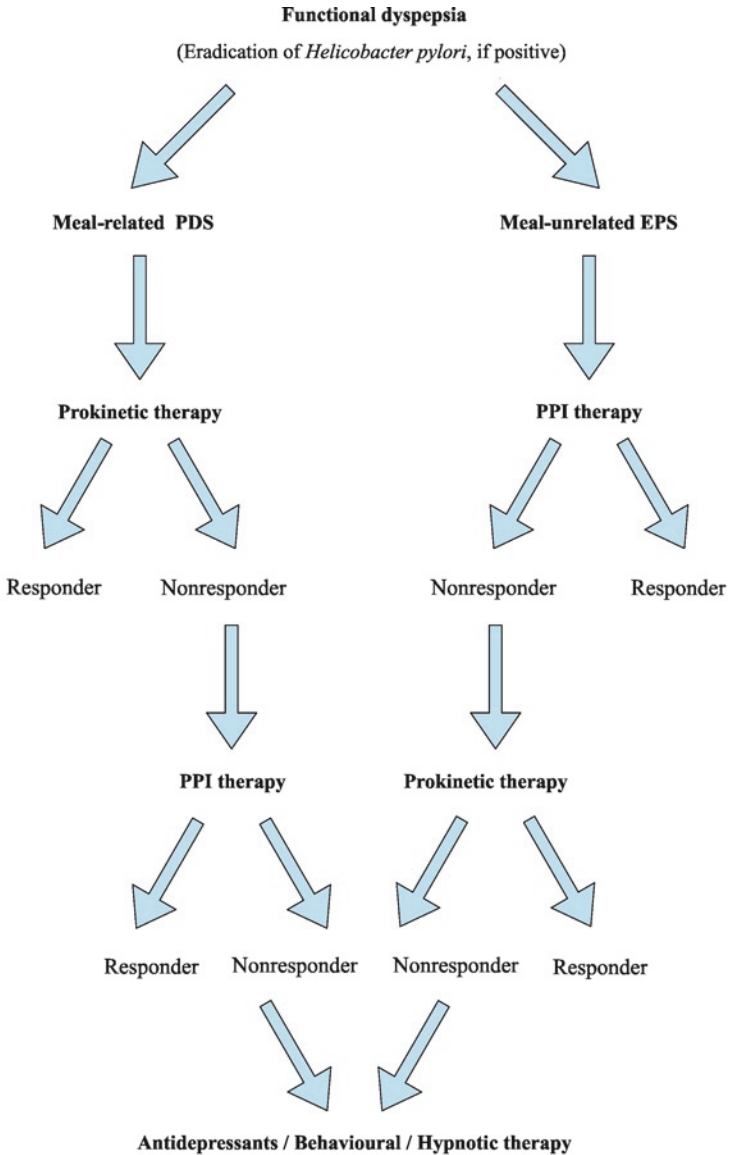 Functional dyspepsia
(Eradication of Helicobacter pylori, if positive)
Meal-related PDS
Meal-unrelated EPS
Prokinetic therapy
PPI therapy
Responder
Nonresponder
Nonresponder
Responder
PPI therapy
Prokinetic therapy
Responder
Nonresponder
Nonresponder
Responder
Antidepressants / Behavioural / Hypnotic therapy